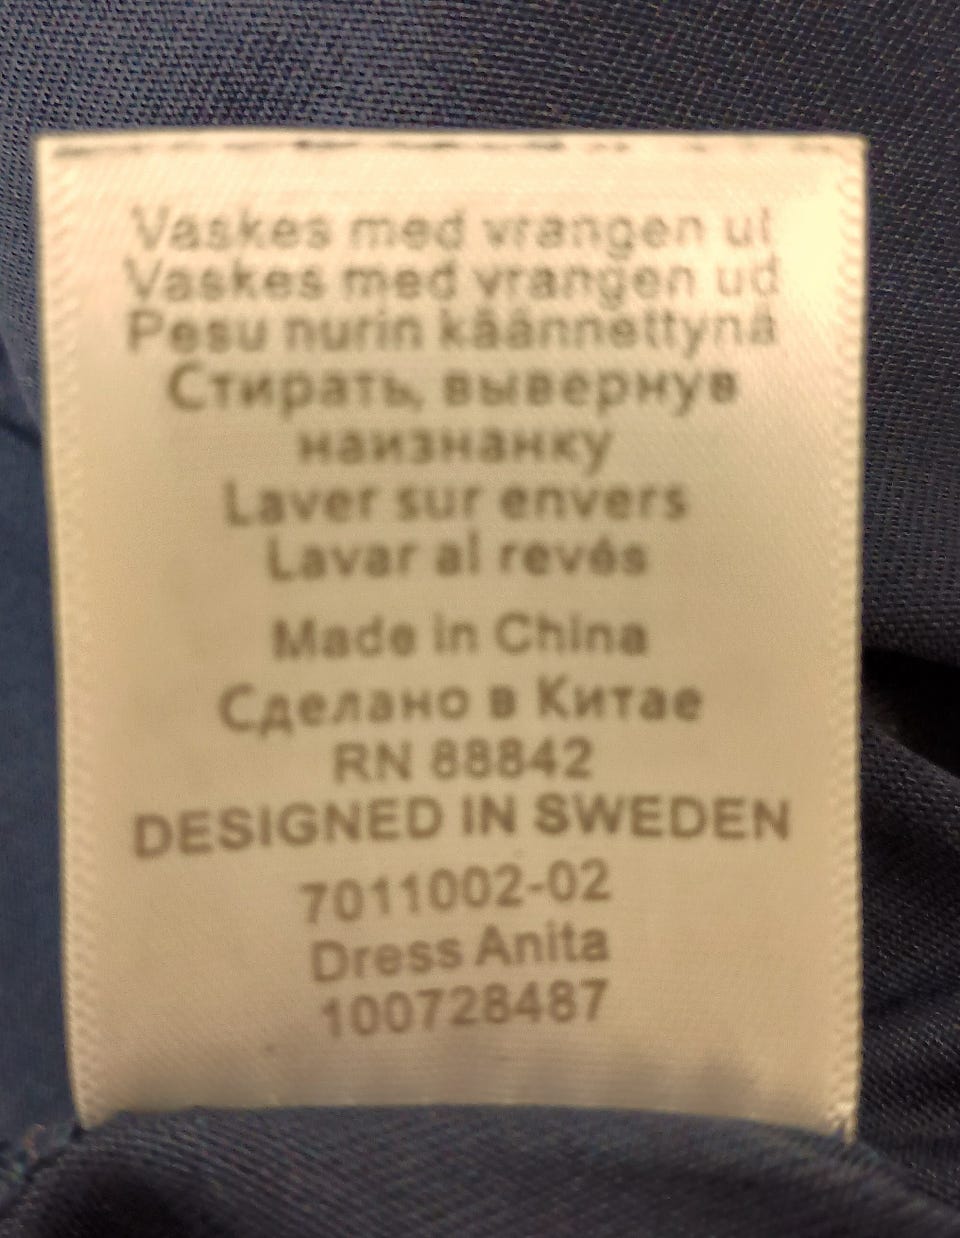 Vaskes med vrangen ut
Vaskes med vrangen ud
Pesu nurin käännettynä
Стирать, вывернув
наизнанку
Laver sur envers
Lavar al revés
Made in China
Сделано в Китае
RN 88842
DESIGNED IN SWEDEN
7011002-02
Dress Anita
100728487